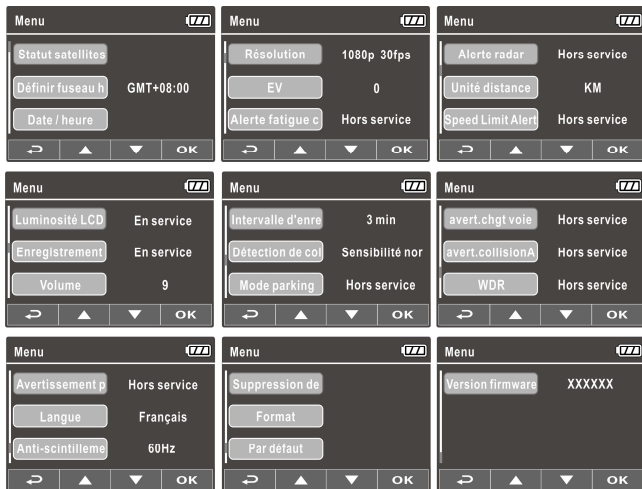 Menu
Statut satellites
Définir fuseau h GMT+08:00
Date / heure
OK
Menu
Résolution 1080p 30fps
EV 0
Alerte fatigue c Hors service
OK
Menu
Alerte radar Hors service
Unité distance KM
Speed Limit Alert Hors service
OK
Menu
Luminosité LCD En service
Enregistrement En service
Volume 9
OK
Menu
Intervalle d'enre 3 min
Détection de col Sensibilité nor
Mode parking Hors service
OK
Menu
avert.chgt voie Hors service
avert.collisionA Hors service
WDR Hors service
OK
Menu
Avertissement p Hors service
Langue Français
Anti-scintilleme 60Hz
OK
Menu
Suppression de
Format
Par défaut
OK
Menu
Version firmware XXXXXX
OK